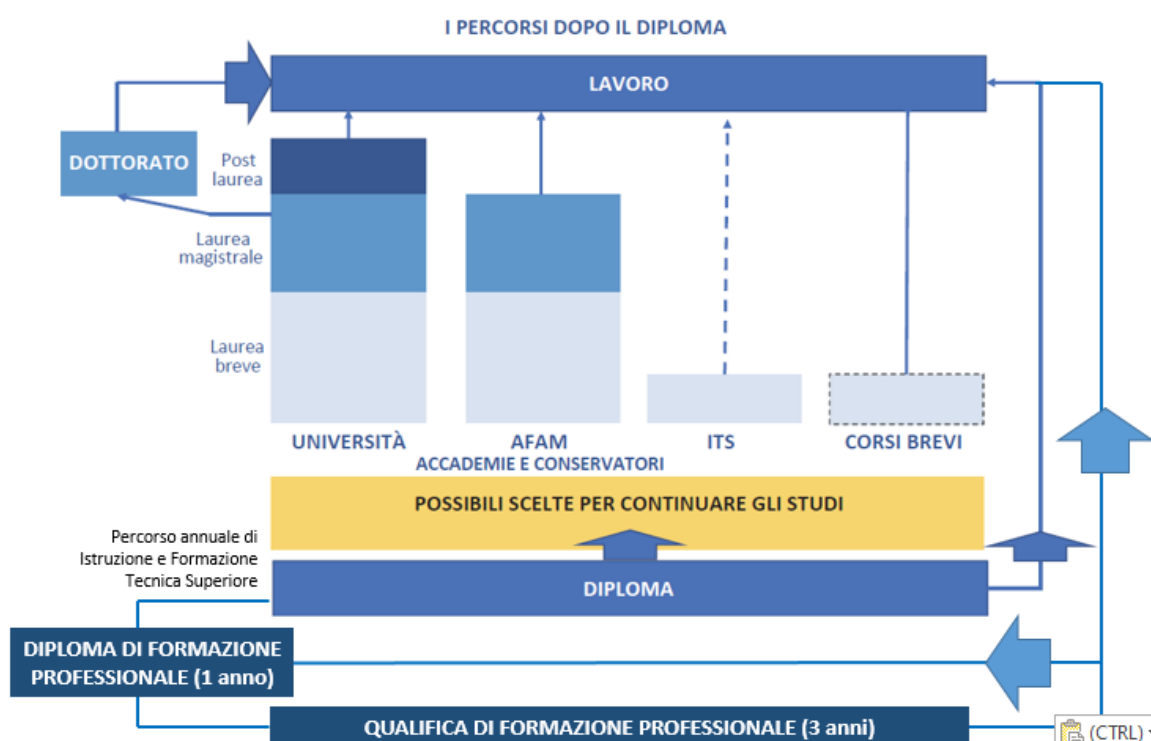 I PERCORSI DOPO IL DIPLOMA
LAVORO
DOTTORATO
Post
laurea
Laurea
magistrale
Laurea
breve
UNIVERSITÀ
AFAM
ITS
CORSI BREVI
ACCADEMIE E CONSERVATORI
POSSIBILI SCELTE PER CONTINUARE GLI STUDI
Percorso annuale di
Istruzione e Formazione
Tecnica Superiore
DIPLOMA
DIPLOMA DI FORMAZIONE
PROFESSIONALE (1 anno)
QUALIFICA DI FORMAZIONE PROFESSIONALE (3 anni)
(CTRL)